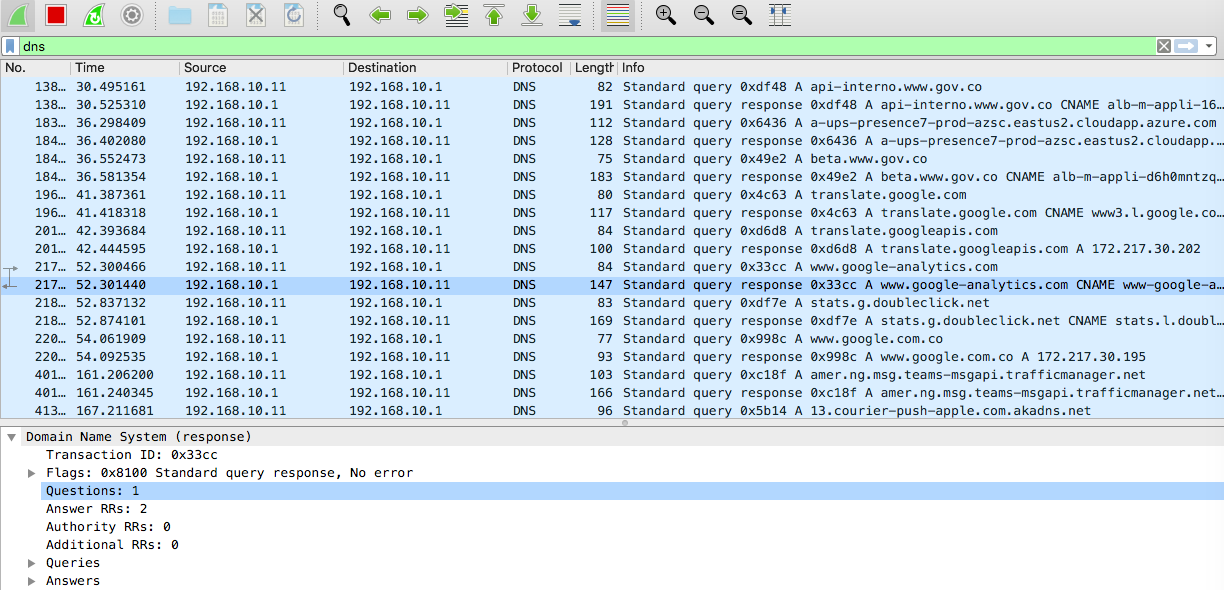 dns
No. Time Source Destination Protocol Length Info
138… 30.495161 192.168.10.11 192.168.10.1 DNS 82 Standard query 0xdf48 A api-interno.www.gov.co
138… 30.525310 192.168.10.1 192.168.10.11 DNS 191 Standard query response 0xdf48 A api-interno.www.gov.co CNAME alb-m-appli-16…
183… 36.298409 192.168.10.11 192.168.10.1 DNS 112 Standard query 0x6436 A a-ups-presence7-prod-azsc.eastus2.cloudapp.azure.com
184… 36.402080 192.168.10.1 192.168.10.11 DNS 128 Standard query response 0x6436 A a-ups-presence7-prod-azsc.eastus2.cloudapp.…
184… 36.552473 192.168.10.11 192.168.10.1 DNS 75 Standard query 0x49e2 A beta.www.gov.co
184… 36.581354 192.168.10.1 192.168.10.11 DNS 183 Standard query response 0x49e2 A beta.www.gov.co CNAME alb-m-appli-d6h0mntzq…
196… 41.387361 192.168.10.11 192.168.10.1 DNS 80 Standard query 0x4c63 A translate.google.com
196… 41.418318 192.168.10.1 192.168.10.11 DNS 117 Standard query response 0x4c63 A translate.google.com CNAME www3.l.google.co…
201… 42.393684 192.168.10.11 192.168.10.1 DNS 84 Standard query 0xd6d8 A translate.googleapis.com
201… 42.444595 192.168.10.1 192.168.10.11 DNS 100 Standard query response 0xd6d8 A translate.googleapis.com A 172.217.30.202
217… 52.300466 192.168.10.11 192.168.10.1 DNS 84 Standard query 0x33cc A www.google-analytics.com
217… 52.301440 192.168.10.1 192.168.10.11 DNS 147 Standard query response 0x33cc A www.google-analytics.com CNAME www-google-a…
218… 52.837132 192.168.10.11 192.168.10.1 DNS 83 Standard query 0xdf7e A stats.g.doubleclick.net
218… 52.874101 192.168.10.1 192.168.10.11 DNS 169 Standard query response 0xdf7e A stats.g.doubleclick.net CNAME stats.l.doubl…
220… 54.061909 192.168.10.11 192.168.10.1 DNS 77 Standard query 0x998c A www.google.com.co
220… 54.092535 192.168.10.1 192.168.10.11 DNS 93 Standard query response 0x998c A www.google.com.co A 172.217.30.195
401… 161.206200 192.168.10.11 192.168.10.1 DNS 103 Standard query 0xc18f A amer.ng.msg.teams-msgapi.trafficmanager.net
401… 161.240345 192.168.10.1 192.168.10.11 DNS 166 Standard query response 0xc18f A amer.ng.msg.teams-msgapi.trafficmanager.net…
413… 167.211681 192.168.10.11 192.168.10.1 DNS 96 Standard query 0x5b14 A 13.courier-push-apple.com.akadns.net
Domain Name System (response)
Transaction ID: 0x33cc
Flags: 0x8100 Standard query response, No error
Questions: 1
Answer RRs: 2
Authority RRs: 0
Additional RRs: 0
Queries
Answers